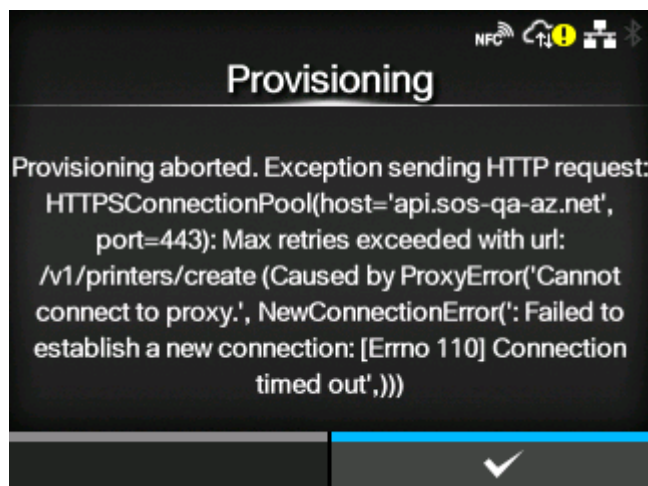 NFC
Provisioning
Provisioning aborted. Exception sending HTTP request:
HTTPSConnectionPool(host='api.sos-qa-az.net',
port=443): Max retries exceeded with url:
/v1/printers/create (Caused by ProxyError('Cannot
connect to proxy.', NewConnectionError(': Failed to
establish a new connection: [Errno 110] Connection
timed out',)))